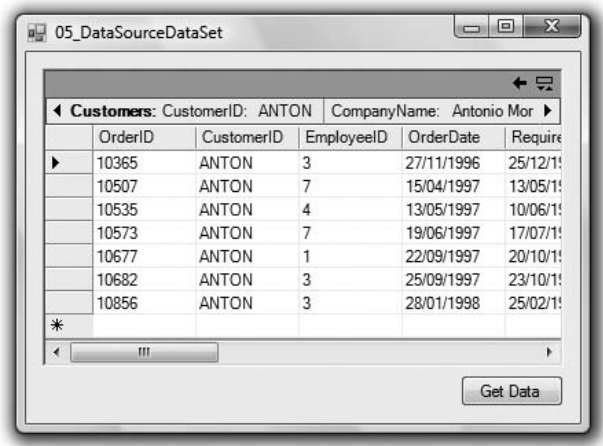 05_DataSourceDataSet
Customers: CustomerID: ANTON CompanyName: Antonio Mor
OrderID CustomerID EmployeeID OrderDate Require
10365 ANTON 3 27/11/1996 25/12/1
10507 ANTON 7 15/04/1997 13/05/1
10535 ANTON 4 13/05/1997 10/06/1
10573 ANTON 7 19/06/1997 17/07/1
10677 ANTON 1 22/09/1997 20/10/1
10682 ANTON 3 25/09/1997 23/10/1
10856 ANTON 3 28/01/1998 25/02/1
Get Data